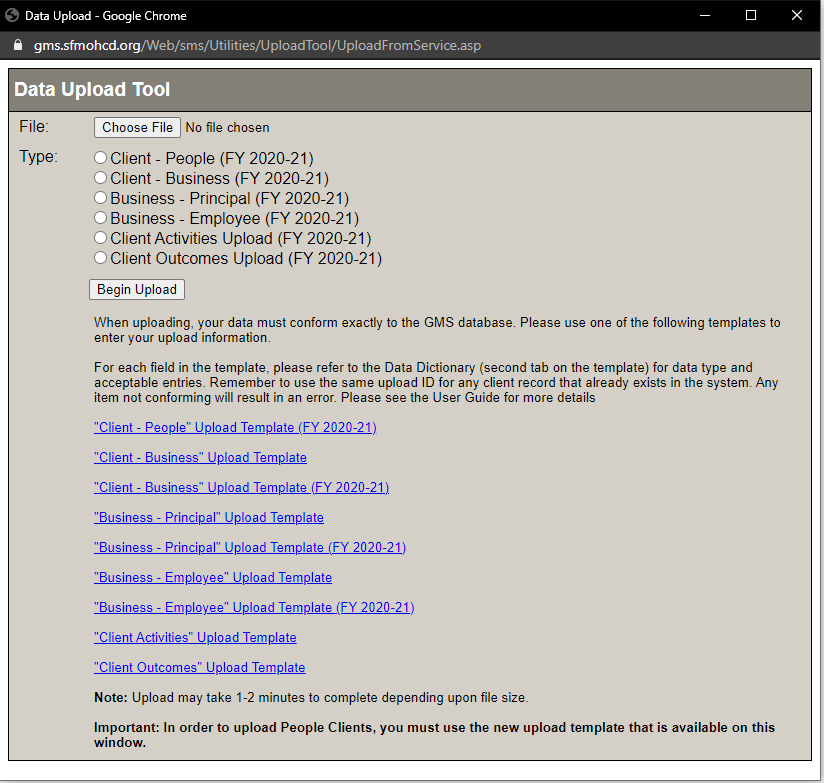 Data Upload - Google Chrome
gms.sfmohcd.org/Web/sms/Utilities/UploadTool/UploadFromService.asp
Data Upload Tool
File: Choose File No file chosen
Type: Client - People (FY 2020-21)
Client - Business (FY 2020-21)
Business - Principal (FY 2020-21)
Business - Employee (FY 2020-21)
Client Activities Upload (FY 2020-21)
Client Outcomes Upload (FY 2020-21)
Begin Upload
When uploading, your data must conform exactly to the GMS database. Please use one of the following templates to
enter your upload information.
For each field in the template, please refer to the Data Dictionary (second tab on the template) for data type and
acceptable entries. Remember to use the same upload ID for any client record that already exists in the system. Any
item not conforming will result in an error. Please see the User Guide for more details
"Client - People" Upload Template (FY 2020-21)
"Client - Business" Upload Template
"Client - Business" Upload Template (FY 2020-21)
"Business - Principal" Upload Template
"Business - Principal" Upload Template (FY 2020-21)
"Business - Employee" Upload Template
"Business - Employee" Upload Template (FY 2020-21)
"Client Activities" Upload Template
"Client Outcomes" Upload Template
Note: Upload may take 1-2 minutes to complete depending upon file size.
Important: In order to upload People Clients, you must use the new upload template that is available on this
window.